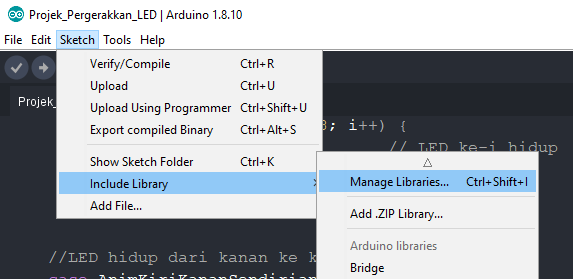 Projek_Pergerakkan_LED | Arduino 1.8.10
File Edit Sketch Tools Help
Verify/Compile Ctrl+R
Upload Ctrl+U
Upload Using Programmer Ctrl+Shift+U
Export compiled Binary Ctrl+Alt+S
Show Sketch Folder Ctrl+K
Include Library
Add File...
Projek_
; i++) {
// LED ke-i hidup
Manage Libraries... Ctrl+Shift+I
Add .ZIP Library...
Arduino libraries
Bridge
//LED hidup dari kanan ke k
case AnimKiriKananSendirian